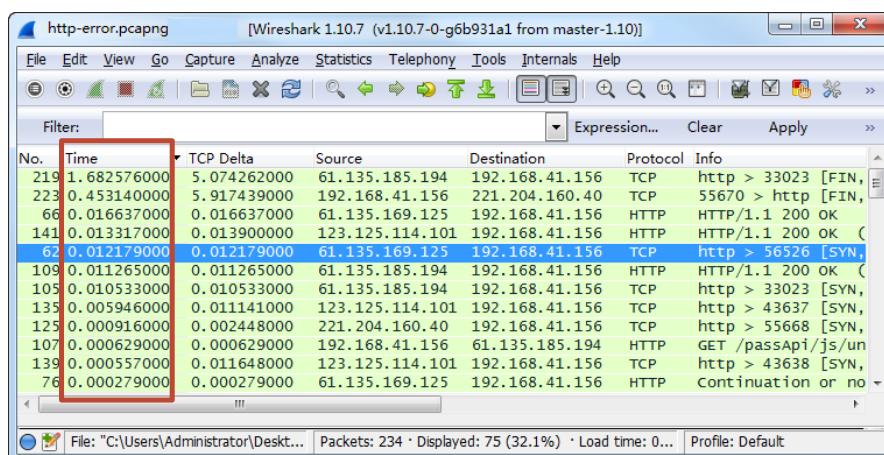 http-error.pcapng [Wireshark 1.10.7 (v1.10.7-0-g6b931a1 from master-1.10)]
File Edit View Go Capture Analyze Statistics Telephony Tools Internals Help
Filter: Expression... Clear Apply
No. Time TCP Delta Source Destination Protocol Info
219 1.682576000 5.074262000 61.135.185.194 192.168.41.156 TCP http > 33023 [FIN,
223 0.453140000 5.917439000 192.168.41.156 221.204.160.40 TCP 55670 > http [FIN,
66 0.016637000 0.016637000 61.135.169.125 192.168.41.156 HTTP HTTP/1.1 200 OK
141 0.013317000 0.013900000 123.125.114.101 192.168.41.156 HTTP HTTP/1.1 200 OK (
62 0.012179000 0.012179000 61.135.169.125 192.168.41.156 TCP http > 56526 [SYN,
109 0.011265000 0.011265000 61.135.185.194 192.168.41.156 HTTP HTTP/1.1 200 OK (
105 0.010533000 0.010533000 61.135.185.194 192.168.41.156 TCP http > 33023 [SYN,
135 0.005946000 0.011141000 123.125.114.101 192.168.41.156 TCP http > 43637 [SYN,
125 0.000916000 0.002448000 221.204.160.40 192.168.41.156 TCP http > 55668 [SYN,
107 0.000629000 0.000629000 192.168.41.156 61.135.185.194 HTTP GET /passApi/js/un
139 0.000557000 0.011648000 123.125.114.101 192.168.41.156 TCP http > 43638 [SYN,
76 0.000279000 0.000279000 61.135.169.125 192.168.41.156 HTTP Continuation or no
File: "C:\Users\Administrator\Deskt... Packets: 234 · Displayed: 75 (32.1%) · Load time: 0... Profile: Default